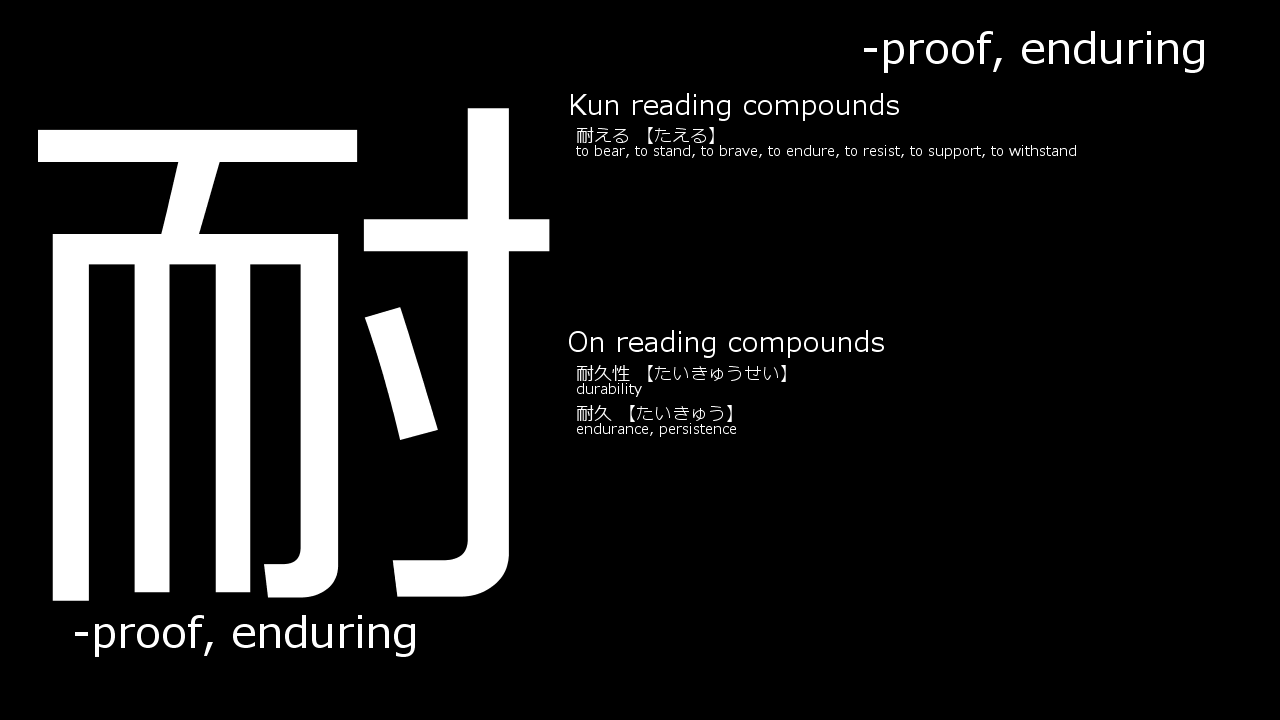 -proof, enduring
耐
Kun reading compounds
耐える 【たえる】
to bear, to stand, to brave, to endure, to resist, to support, to withstand
On reading compounds
耐久性 【たいきゅうせい】
durability
耐久 【たいきゅう】
endurance, persistence
-proof, enduring